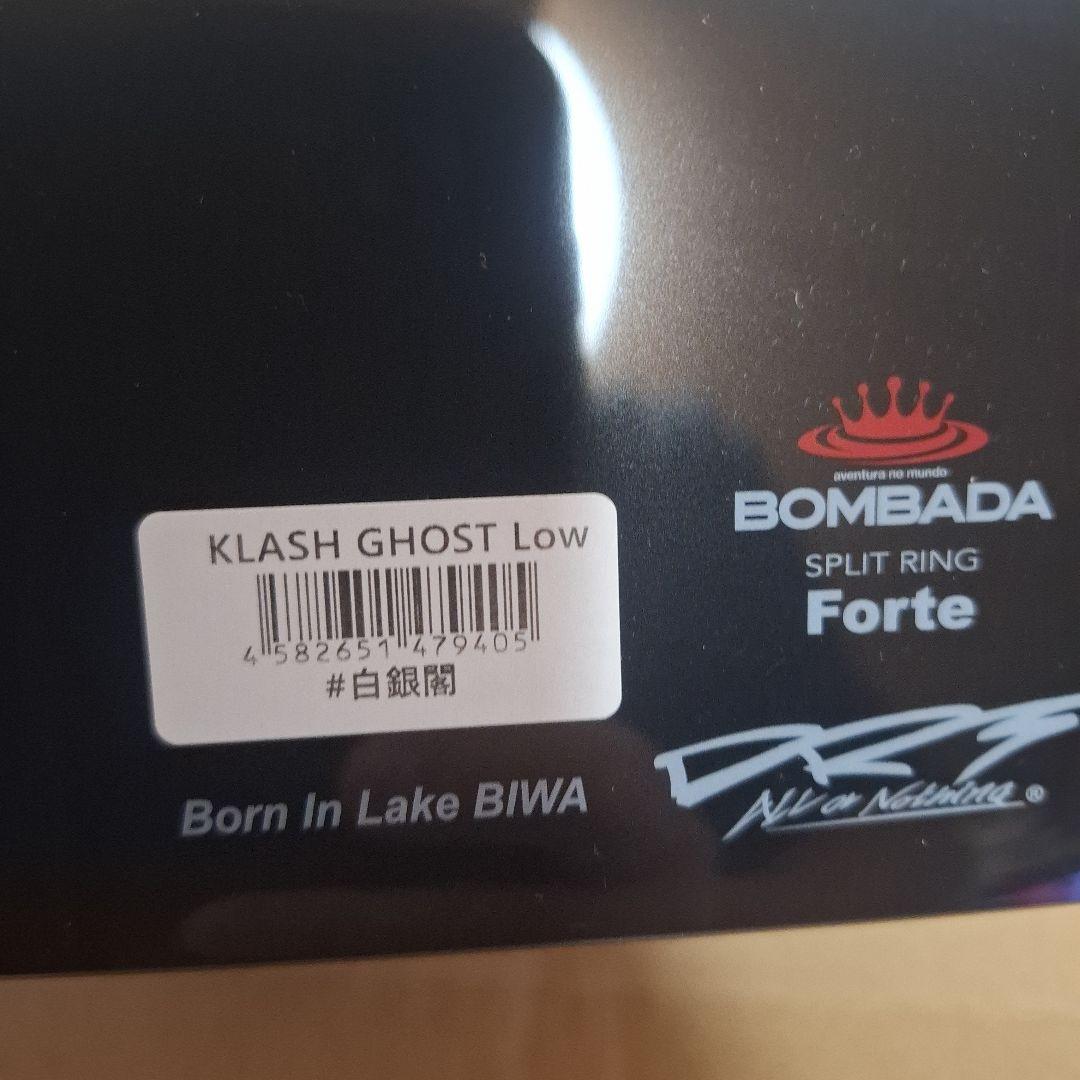 aventura no mundo
BOMBADA
SPLIT RING
Forte
KLASH GHOST Low
4582651479405
#白銀閣
DRT
All or Nothing®
Born In Lake BIWA